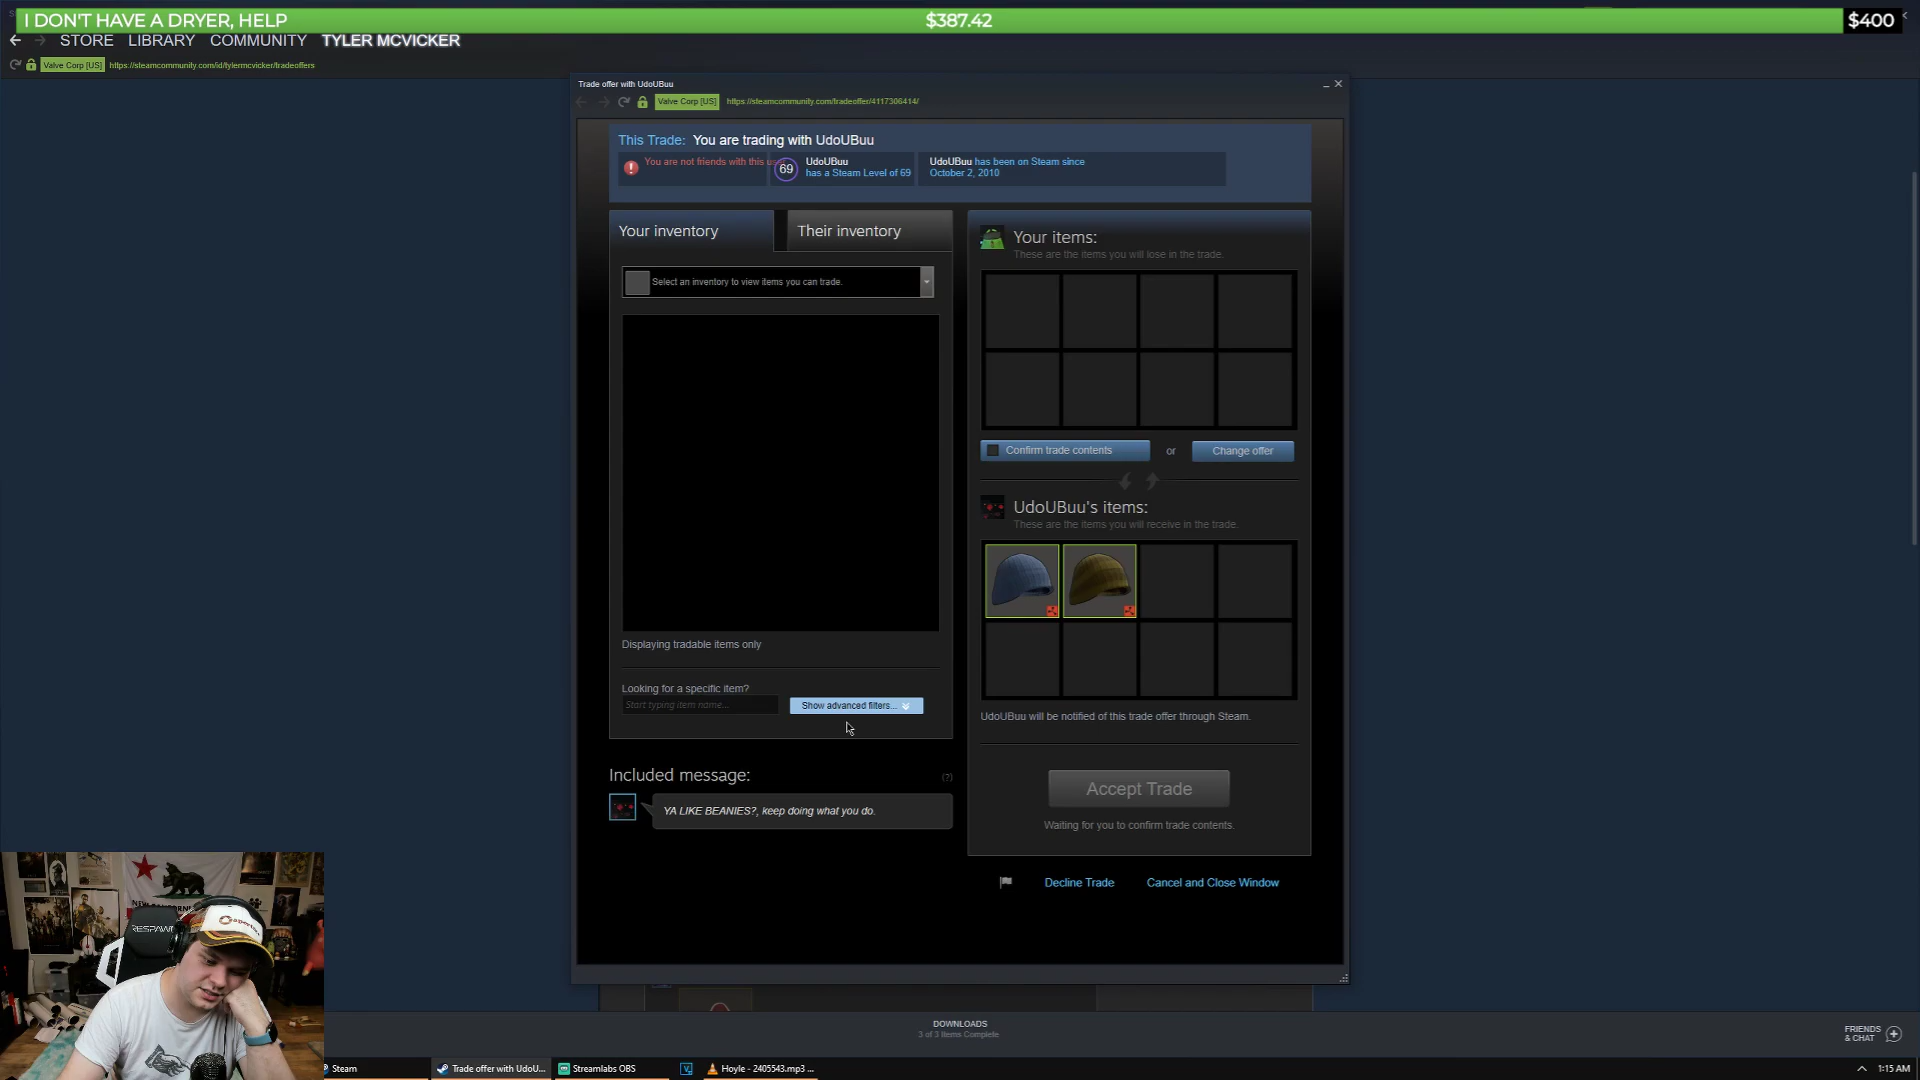 I DON'T HAVE A DRYER, HELP
$387.42
$400
STORE LIBRARY COMMUNITY TYLER MCVICKER
Valve Corp [US] https://steamcommunity.com/id/tylermcvicker/tradeoffers
Trade offer with UdoUBuu
Valve Corp [US] https://steamcommunity.com/tradeoffer/4117306414/
This Trade: You are trading with UdoUBuu
You are not friends with this
69
UdoUBuu
has a Steam Level of 69
UdoUBuu has been on Steam since
October 2, 2010
Your inventory
Their inventory
Select an inventory to view items you can trade.
Displaying tradable items only
Looking for a specific item?
Start typing item name...
Show advanced filters...
Your items:
These are the items you will lose in the trade.
Confirm trade contents
or
Change offer
UdoUBuu's items:
These are the items you will receive in the trade.
UdoUBuu will be notified of this trade offer through Steam.
Included message:
(?)
YA LIKE BEANIES?, keep doing what you do.
Accept Trade
Waiting for you to confirm trade contents.
Decline Trade
Cancel and Close Window
RESPAWN
DOWNLOADS
3 of 3 Items Complete
FRIENDS
& CHAT
Steam
Trade offer with UdoU...
Streamlabs OBS
Hoyle - 2405543.mp3 ...
1:15 AM